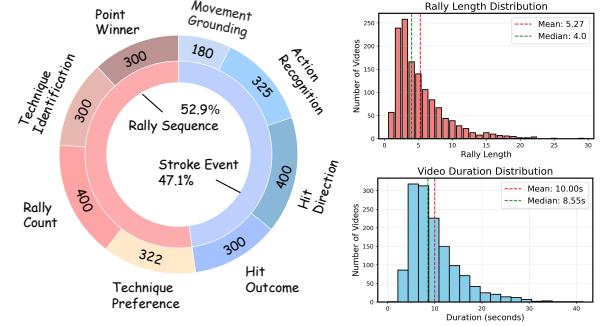 Point
Winner
Movement
Grounding
Action
Recognition
Hit
Direction
Hit
Outcome
Technique
Preference
Rally
Count
Technique
Identification
300
180
325
400
300
322
400
300
52.9%
Rally Sequence
Stroke Event
47.1%
Rally Length Distribution
Mean: 5.27
Median: 4.0
Number of Videos
250
200
150
100
50
0
0 5 10 15 20 25 30
Rally Length
Video Duration Distribution
Mean: 10.00s
Median: 8.55s
Number of Videos
300
250
200
150
100
50
0
0 10 20 30 40
Duration (seconds)